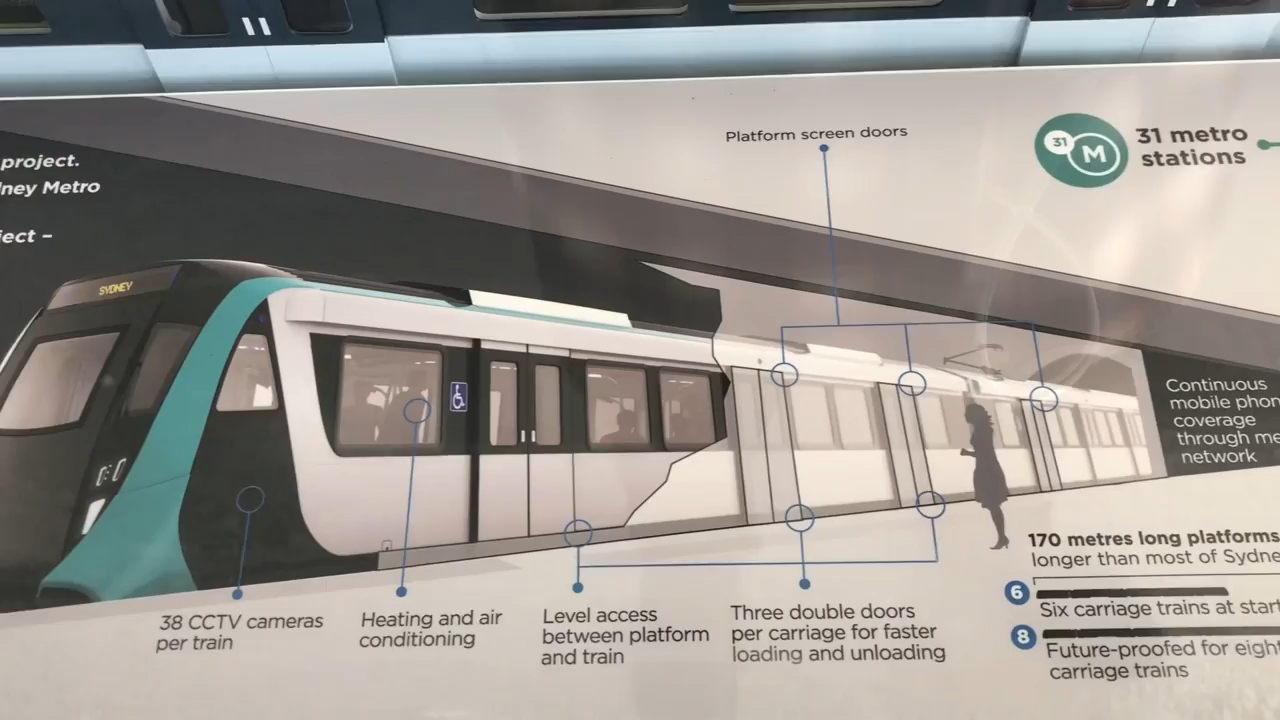 project.
ney Metro
ject –
SYDNEY
Platform screen doors
31
M
31 metro
stations
Continuous
mobile phon
coverage
through me
network
38 CCTV cameras
per train
Heating and air
conditioning
Level access
between platform
and train
Three double doors
per carriage for faster
loading and unloading
170 metres long platforms
longer than most of Sydne
6
Six carriage trains at start
8
Future-proofed for eight
carriage trains